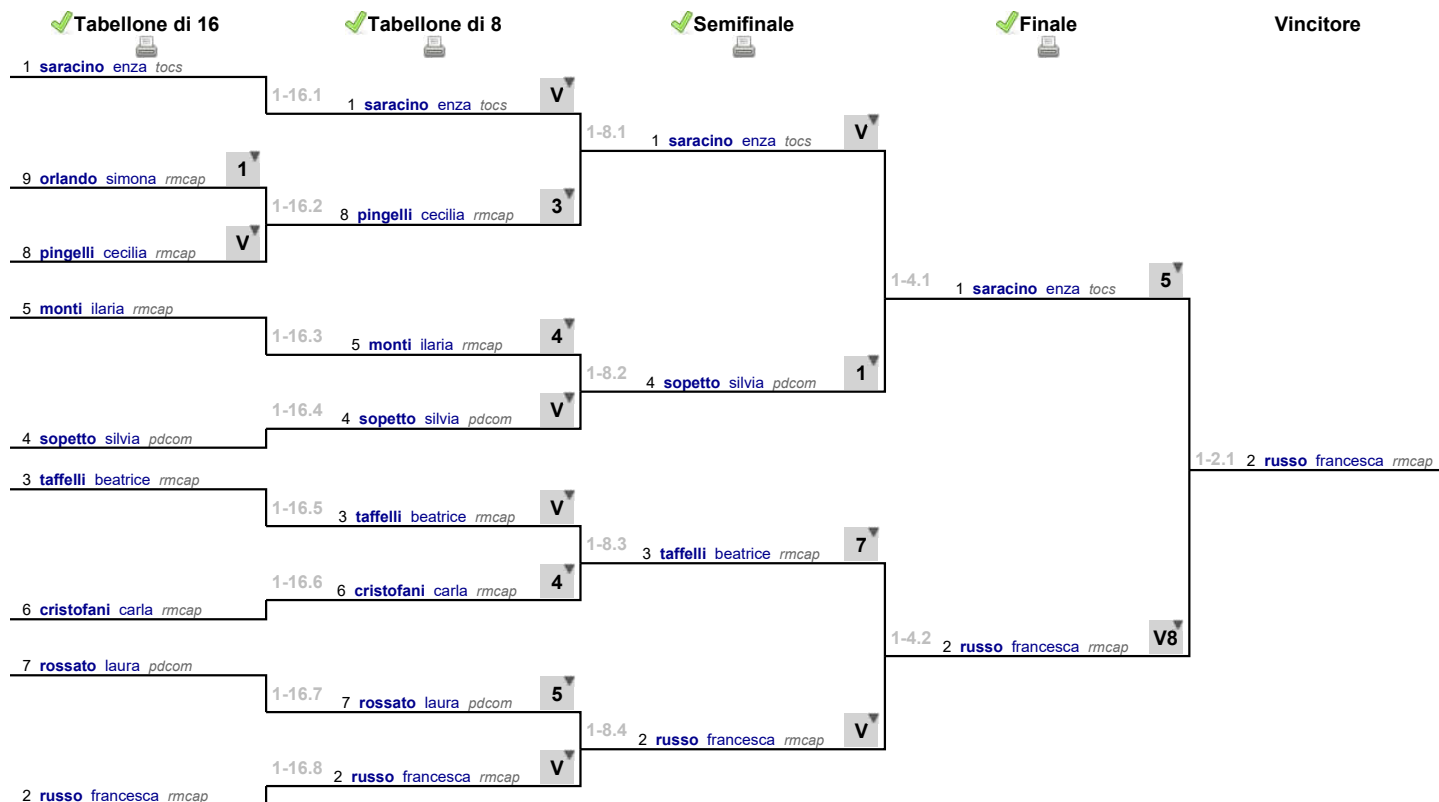 Tabellone di 16
Tabellone di 8
Semifinale
Finale
Vincitore
1 saracino enza tocs
9 orlando simona rmcap 1
8 pingelli cecilia rmcap V
5 monti ilaria rmcap
4 sopetto silvia pdcom
3 taffelli beatrice rmcap
6 cristofani carla rmcap
7 rossato laura pdcom
2 russo francesca rmcap
1-16.1 1 saracino enza tocs V
1-16.2 8 pingelli cecilia rmcap 3
1-16.3 5 monti ilaria rmcap 4
1-16.4 4 sopetto silvia pdcom V
1-16.5 3 taffelli beatrice rmcap V
1-16.6 6 cristofani carla rmcap 4
1-16.7 7 rossato laura pdcom 5
1-16.8 2 russo francesca rmcap V
1-8.1 1 saracino enza tocs V
1-8.2 4 sopetto silvia pdcom 1
1-8.3 3 taffelli beatrice rmcap 7
1-8.4 2 russo francesca rmcap V
1-4.1 1 saracino enza tocs 5
1-4.2 2 russo francesca rmcap V8
1-2.1 2 russo francesca rmcap